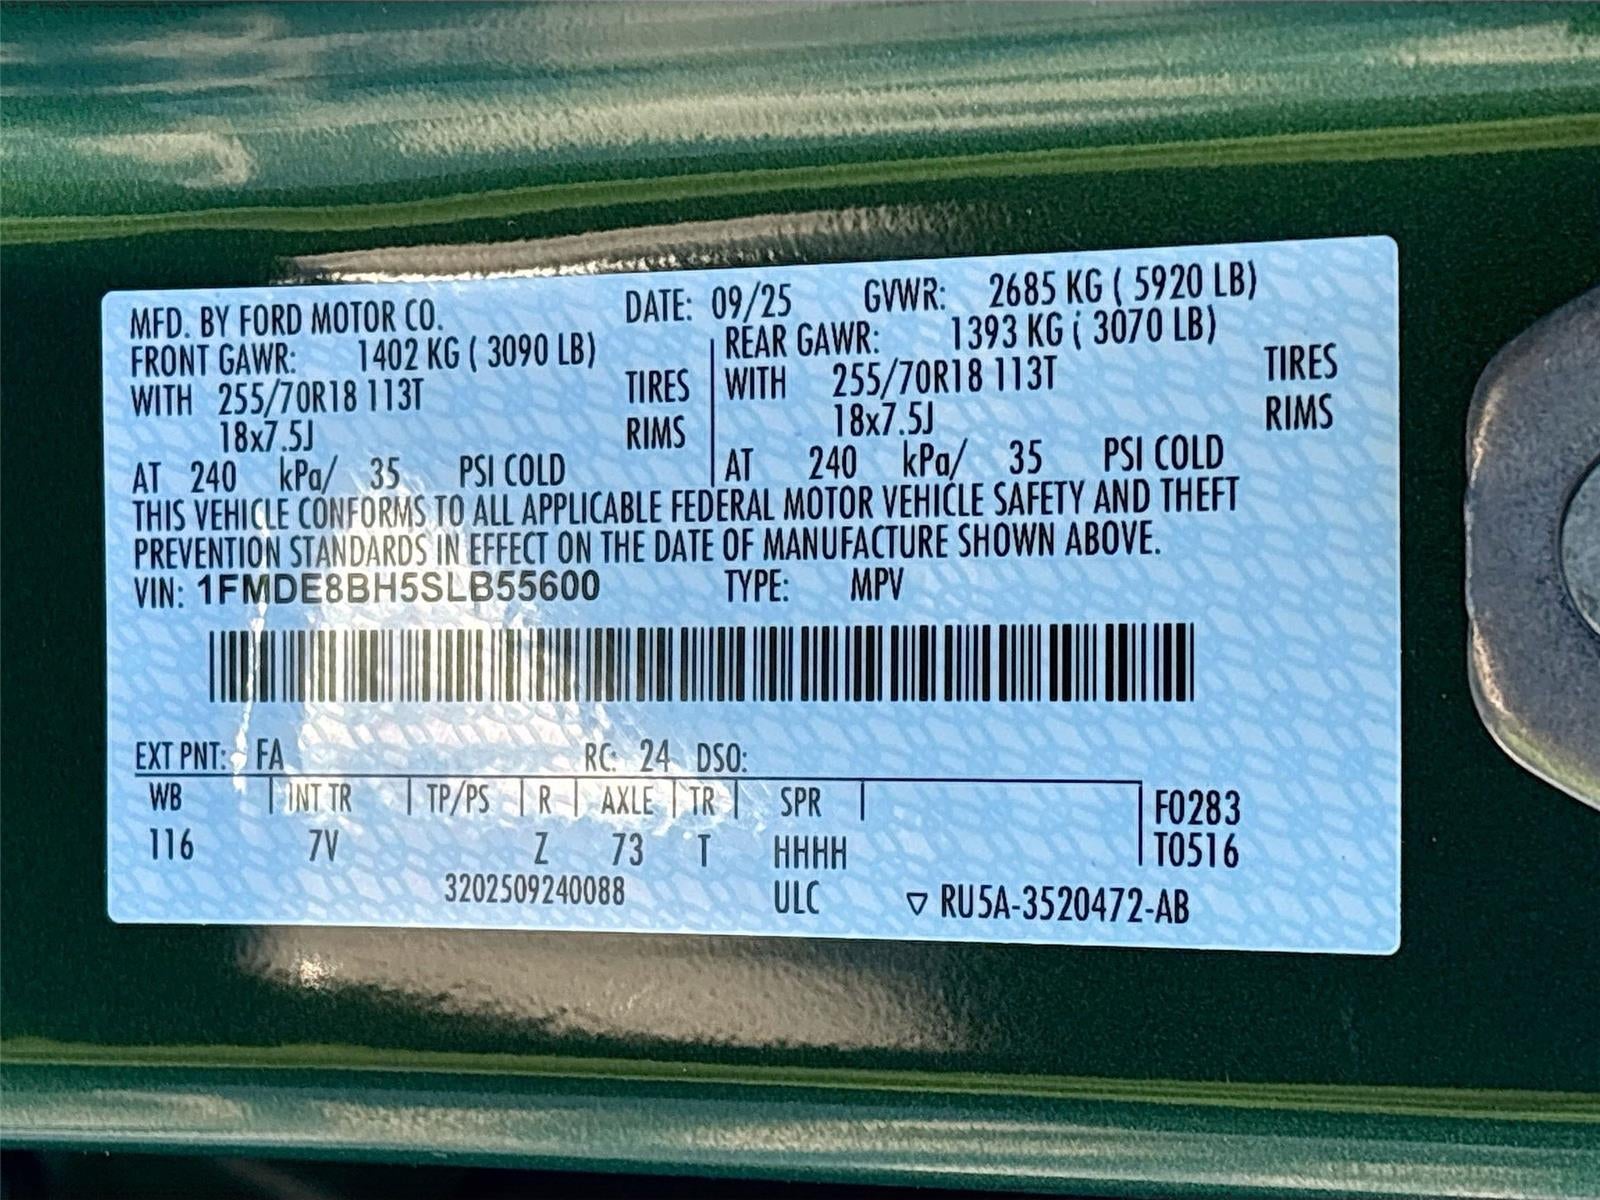 MFD. BY FORD MOTOR CO. DATE: 09/25 GVWR: 2685 KG ( 5920 LB)
FRONT GAWR: 1402 KG ( 3090 LB) REAR GAWR: 1393 KG ( 3070 LB)
WITH 255/70R18 113T TIRES WITH 255/70R18 113T TIRES
18x7.5J RIMS 18x7.5J RIMS
AT 240 kPa/ 35 PSI COLD AT 240 kPa/ 35 PSI COLD
THIS VEHICLE CONFORMS TO ALL APPLICABLE FEDERAL MOTOR VEHICLE SAFETY AND THEFT
PREVENTION STANDARDS IN EFFECT ON THE DATE OF MANUFACTURE SHOWN ABOVE.
VIN: 1FMDE8BH5SLB55600 TYPE: MPV
EXT PNT: FA RC: 24 DSO:
WB INT TR TP/PS R AXLE TR SPR F0283
116 7V Z 73 T HHHH T0516
3202509240088 ULC ▽ RU5A-3520472-AB